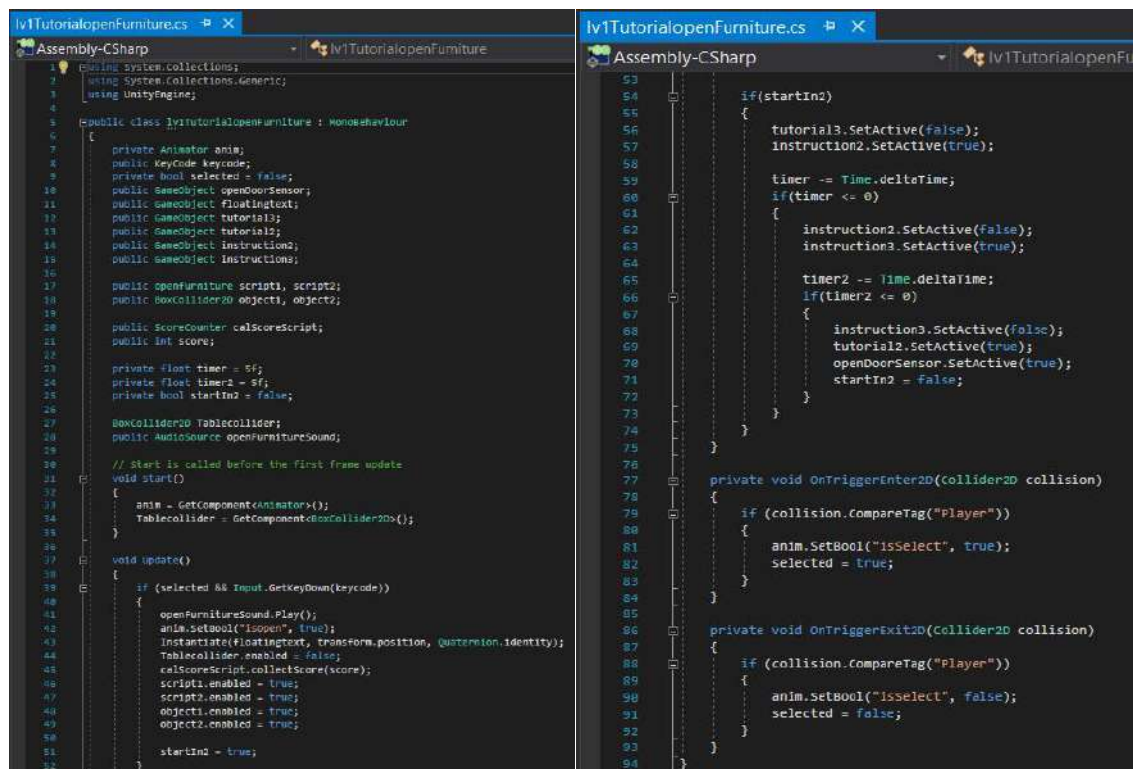 lv1TutorialopenFurniture.cs
Assembly-CSharp
lv1TutorialopenFurniture
1 using System.Collections;
2 using System.Collections.Generic;
3 using UnityEngine;
4
5 public class lv1TutorialopenFurniture : MonoBehaviour
6 {
7 private Animator anim;
8 public KeyCode keycode;
9 private bool selected = false;
10 public GameObject openDoorSensor;
11 public GameObject floatingtext;
12 public GameObject tutorial3;
13 public GameObject tutorial2;
14 public GameObject instruction2;
15 public GameObject instruction3;
16
17 public openFurniture script1, script2;
18 public BoxCollider2D object1, object2;
19
20 public ScoreCounter calScoreScript;
21 public int score;
22
23 private float timer = 5f;
24 private float timer2 = 5f;
25 private bool startIn2 = false;
26
27 BoxCollider2D Tablecollider;
28 public AudioSource openFurnitureSound;
29
30 // Start is called before the first frame update
31 void Start()
32 {
33 anim = GetComponent<Animator>();
34 Tablecollider = GetComponent<BoxCollider2D>();
35 }
36
37 void Update()
38 {
39 if (selected && Input.GetKeyDown(keycode))
40 {
41 openFurnitureSound.Play();
42 anim.SetBool("isOpen", true);
43 Instantiate(floatingtext, transform.position, Quaternion.identity);
44 Tablecollider.enabled = false;
45 calScoreScript.collectScore(score);
46 script1.enabled = true;
47 script2.enabled = true;
48 object1.enabled = true;
49 object2.enabled = true;
50
51 startIn2 = true;
52 }
lv1TutorialopenFurniture.cs
Assembly-CSharp
lv1TutorialopenFu
53
54 if(startIn2)
55 {
56 tutorial3.SetActive(false);
57 instruction2.SetActive(true);
58
59 timer -= Time.deltaTime;
60 if(timer <= 0)
61 {
62 instruction2.SetActive(false);
63 instruction3.SetActive(true);
64
65 timer2 -= Time.deltaTime;
66 if(timer2 <= 0)
67 {
68 instruction3.SetActive(false);
69 tutorial2.SetActive(true);
70 openDoorSensor.SetActive(true);
71 startIn2 = false;
72 }
73 }
74 }
75 }
76
77 private void OnTriggerEnter2D(Collider2D collision)
78 {
79 if (collision.CompareTag("Player"))
80 {
81 anim.SetBool("isSelect", true);
82 selected = true;
83 }
84 }
85
86 private void OnTriggerExit2D(Collider2D collision)
87 {
88 if (collision.CompareTag("Player"))
89 {
90 anim.SetBool("isSelect", false);
91 selected = false;
92 }
93 }
94 }